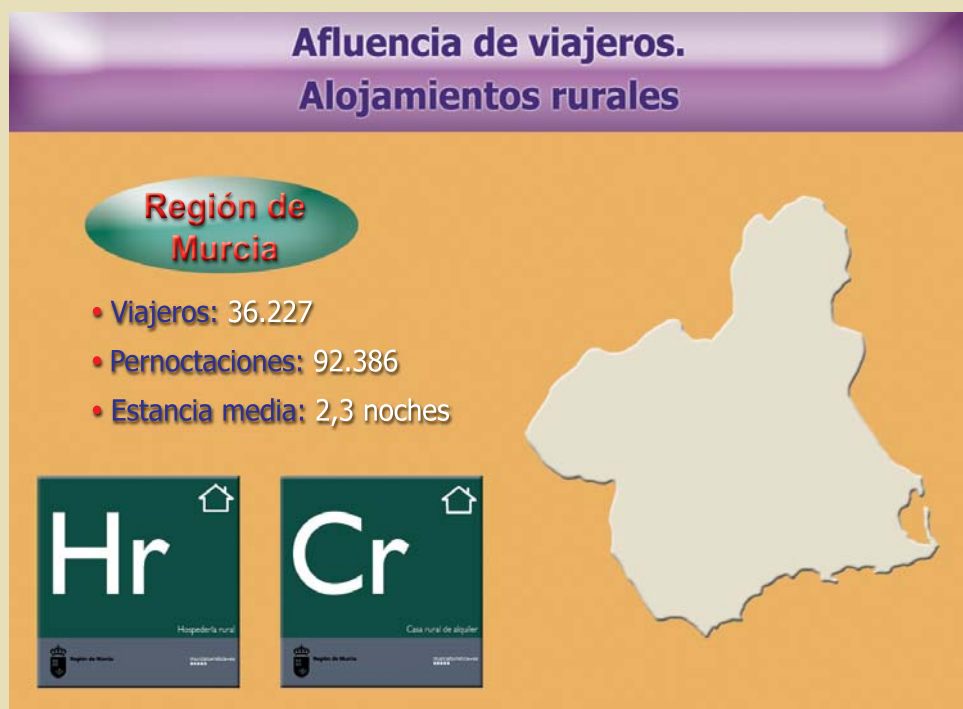 Afluencia de viajeros.
Alojamientos rurales
Región de
Murcia
• Viajeros: 36.227
• Pernoctaciones: 92.386
• Estancia media: 2,3 noches
Hr
Hospedería rural
Región de Murcia
Cr
Casa rural de alquiler
Región de Murcia